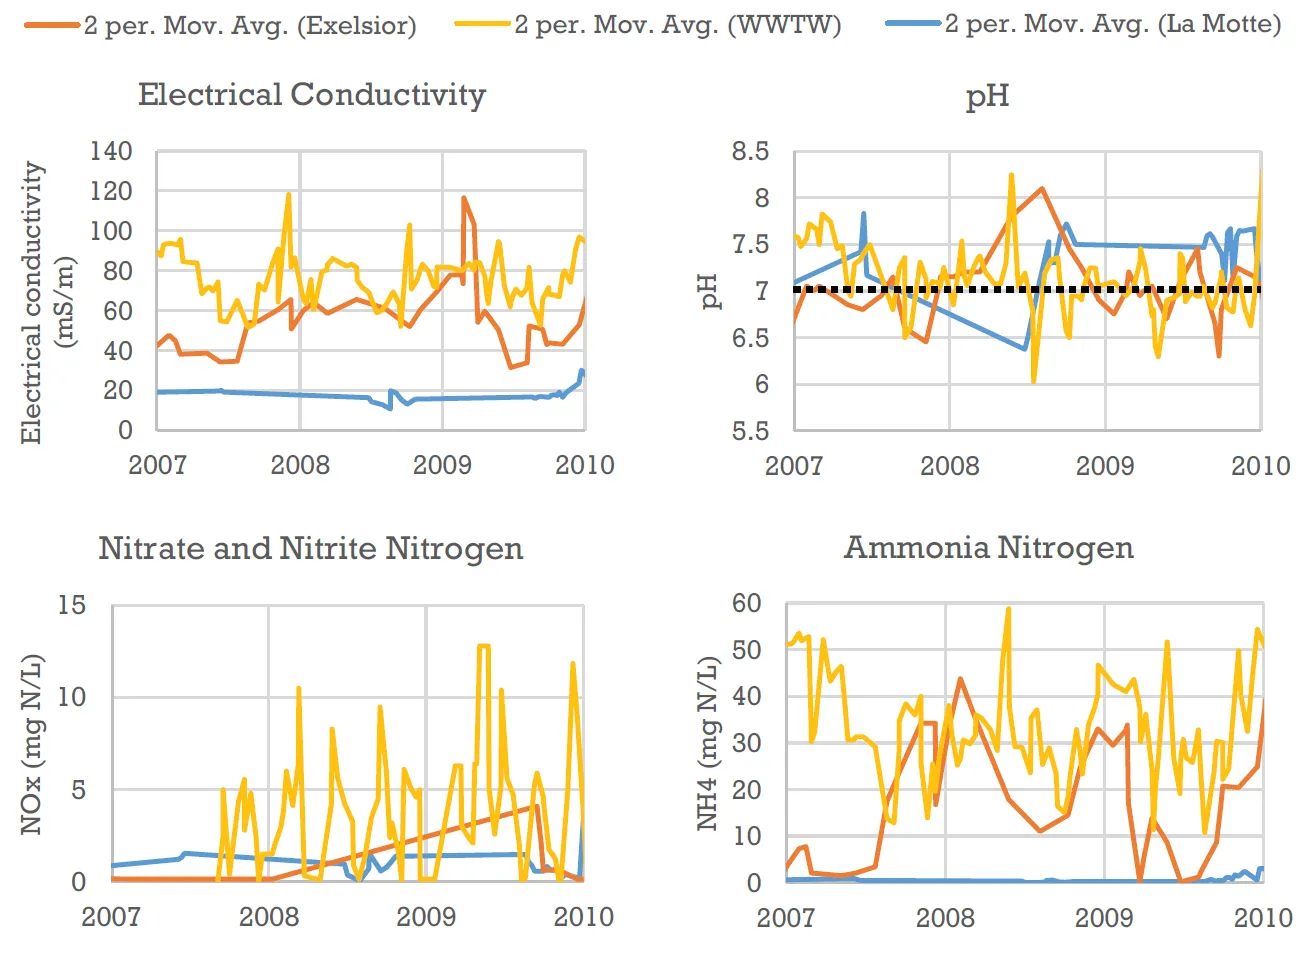 2 per. Mov. Avg. (Exelsior) 2 per. Mov. Avg. (WWTW) 2 per. Mov. Avg. (La Motte)
Electrical Conductivity
Electrical conductivity
(mS/m)
140
120
100
80
60
40
20
0
2007 2008 2009 2010
pH
pH
8.5
8
7.5
7
6.5
6
5.5
2007 2008 2009 2010
Nitrate and Nitrite Nitrogen
NOx (mg N/L)
15
10
5
0
2007 2008 2009 2010
Ammonia Nitrogen
NH4 (mg N/L)
60
50
40
30
20
10
0
2007 2008 2009 2010